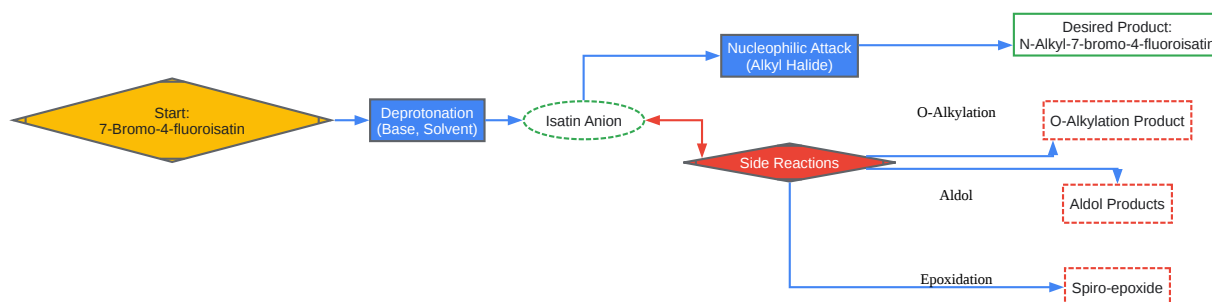 Desired Product:
N-Alkyl-7-bromo-4-fluoroisatin
Nucleophilic Attack
(Alkyl Halide)
Start:
7-Bromo-4-fluoroisatin
Deprotonation
(Base, Solvent)
Isatin Anion
O-Alkylation
O-Alkylation Product
Side Reactions
Aldol
Aldol Products
Epoxidation
Spiro-epoxide